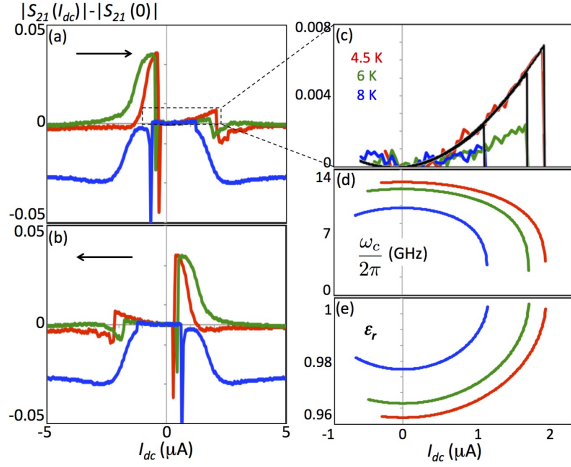 |S21(Idc)|-|S21(0)|
0.05
(a)
0
-0.05
0.05
(b)
0
-0.05
-5
0
5
Idc (μA)
0.008
(c)
4.5 K
6 K
8 K
0.004
0
14
(d)
7
ωc/2π (GHz)
0
1
(e)
εr
0.98
0.96
-1
0
1
2
Idc (μA)